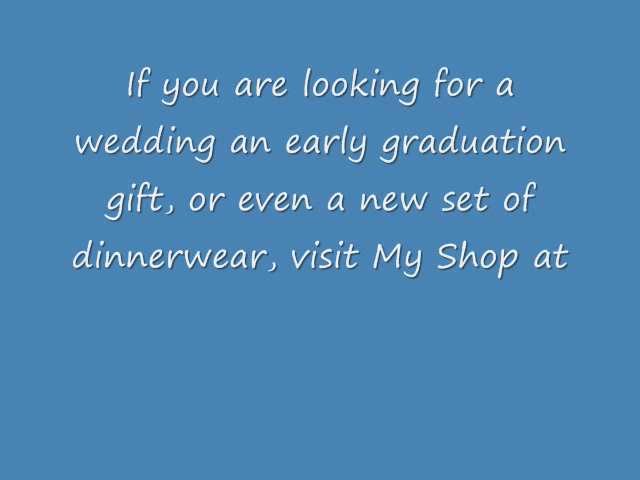 If you are looking for a
wedding an early graduation
gift, or even a new set of
dinnerwear, visit My Shop at